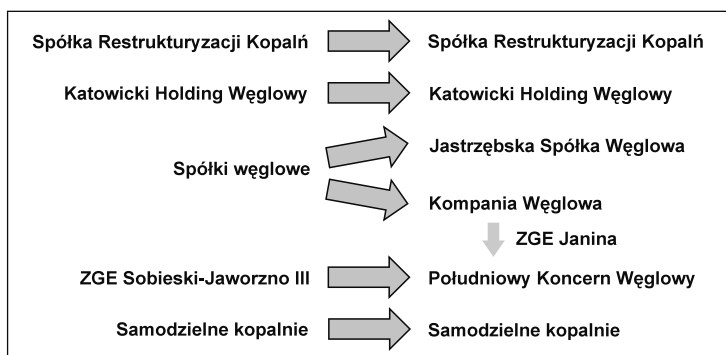 Spółka Restrukturyzacji Kopalń Spółka Restrukturyzacji Kopalń
Katowicki Holding Węglowy Katowicki Holding Węglowy
Jastrzębska Spółka Węglowa
Spółki węglowe
Kompania Węglowa
ZGE Janina
ZGE Sobieski-Jaworzno III Południowy Koncern Węglowy
Samodzielne kopalnie Samodzielne kopalnie